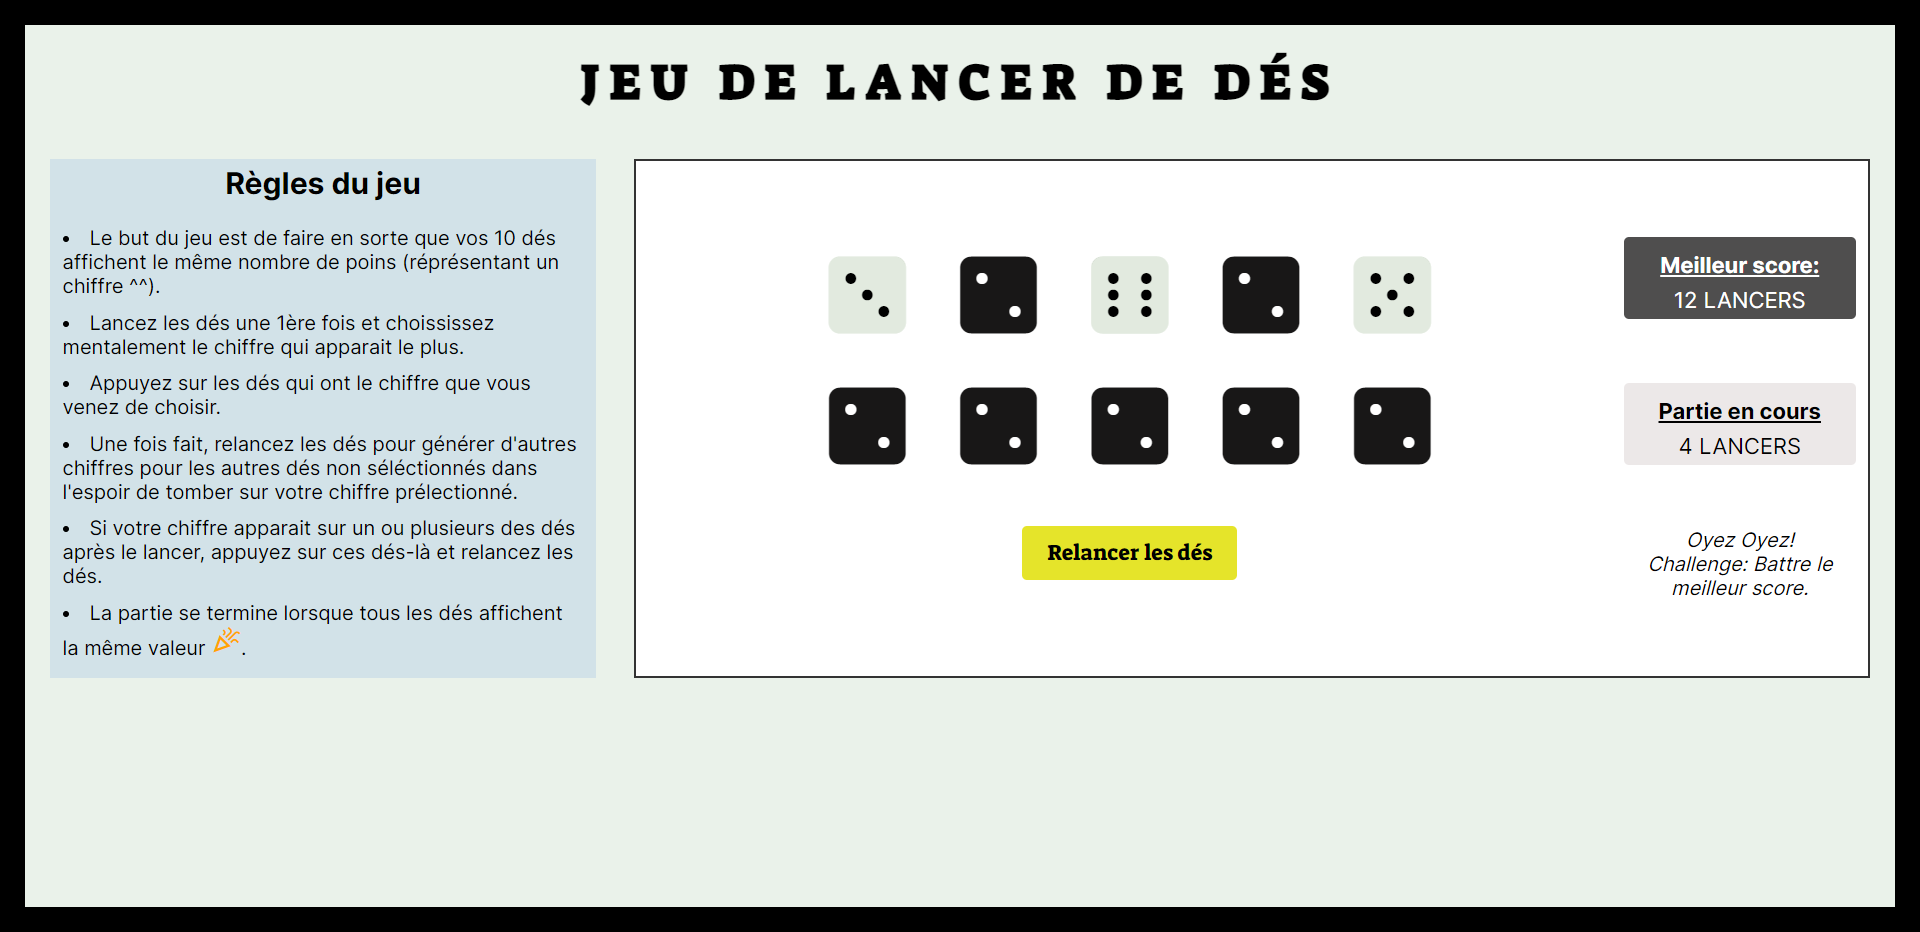 JEU DE LANCER DE DÉS
Règles du jeu
• Le but du jeu est de faire en sorte que vos 10 dés
affichent le même nombre de poins (réprésentant un
chiffre ^^).
• Lancez les dés une 1ère fois et choississez
mentalement le chiffre qui apparait le plus.
• Appuyez sur les dés qui ont le chiffre que vous
venez de choisir.
• Une fois fait, relancez les dés pour générer d'autres
chiffres pour les autres dés non séléctionnés dans
l'espoir de tomber sur votre chiffre prélectionné.
• Si votre chiffre apparait sur un ou plusieurs des dés
après le lancer, appuyez sur ces dés-là et relancez les
dés.
• La partie se termine lorsque tous les dés affichent
la même valeur 🎉.
Relancer les dés
Meilleur score:
12 LANCERS
Partie en cours
4 LANCERS
Oyez Oyez!
Challenge: Battre le
meilleur score.